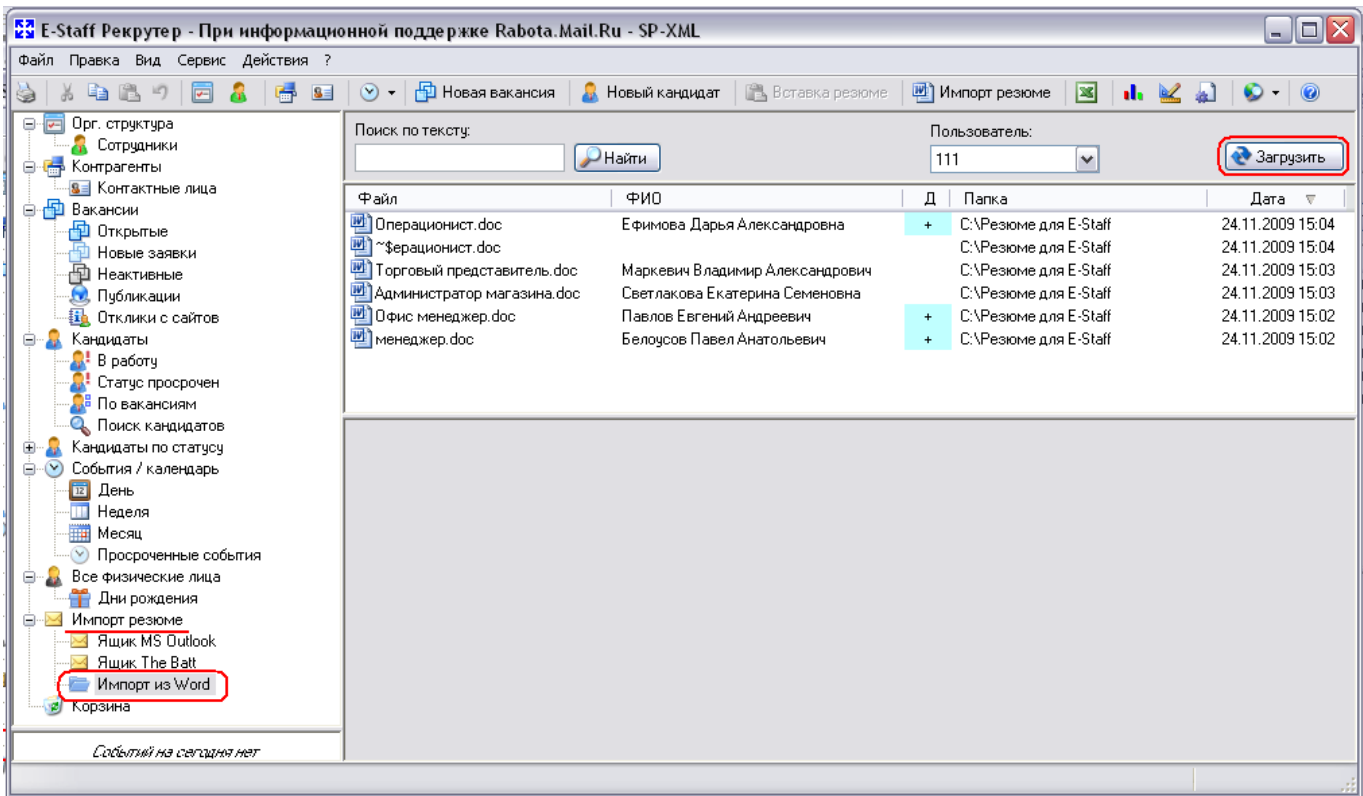 E-Staff Рекрутер - При информационной поддержке Rabota.Mail.Ru - SP-XML
Файл Правка Вид Сервис Действия ?
Новая вакансия Новый кандидат Вставка резюме Импорт резюме
Орг. структура
Сотрудники
Контрагенты
Контактные лица
Вакансии
Открытые
Новые заявки
Неактивные
Публикации
Отклики с сайтов
Кандидаты
В работу
Статус просрочен
По вакансиям
Поиск кандидатов
Кандидаты по статусу
События / календарь
12 День
Неделя
Месяц
Просроченные события
Все физические лица
Дни рождения
Импорт резюме
Ящик MS Outlook
Ящик The Batt
Импорт из Word
Корзина
Событий на сегодня нет
Поиск по тексту: Пользователь:
Найти 111 Загрузить
Файл ФИО Д Папка Дата
Операционист.doc Ефимова Дарья Александровна + C:\Резюме для E-Staff 24.11.2009 15:04
~$ерационист.doc C:\Резюме для E-Staff 24.11.2009 15:04
Торговый представитель.doc Маркевич Владимир Александрович C:\Резюме для E-Staff 24.11.2009 15:03
Администратор магазина.doc Светлакова Екатерина Семеновна C:\Резюме для E-Staff 24.11.2009 15:03
Офис менеджер.doc Павлов Евгений Андреевич + C:\Резюме для E-Staff 24.11.2009 15:02
менеджер.doc Белоусов Павел Анатольевич + C:\Резюме для E-Staff 24.11.2009 15:02